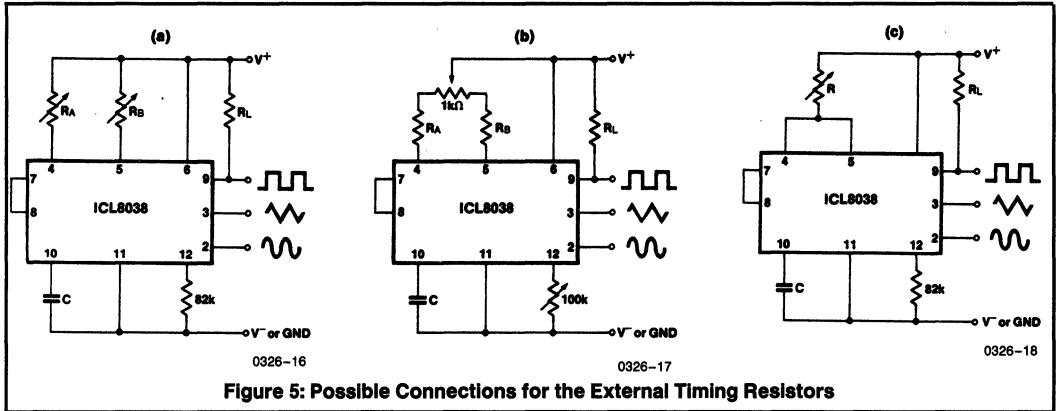 (a)
V+
RA
RB
RL
4
5
6
7
8
9
3
2
ICL8038
10
11
12
C
82k
V− or GND
0326–16
(b)
V+
1kΩ
RA
RB
RL
4
5
6
7
8
9
3
2
ICL8038
10
11
12
C
100k
V− or GND
0326–17
(c)
V+
R
RL
4
5
7
8
9
3
2
ICL8038
10
11
12
C
82k
V− or GND
0326–18
Figure 5: Possible Connections for the External Timing Resistors